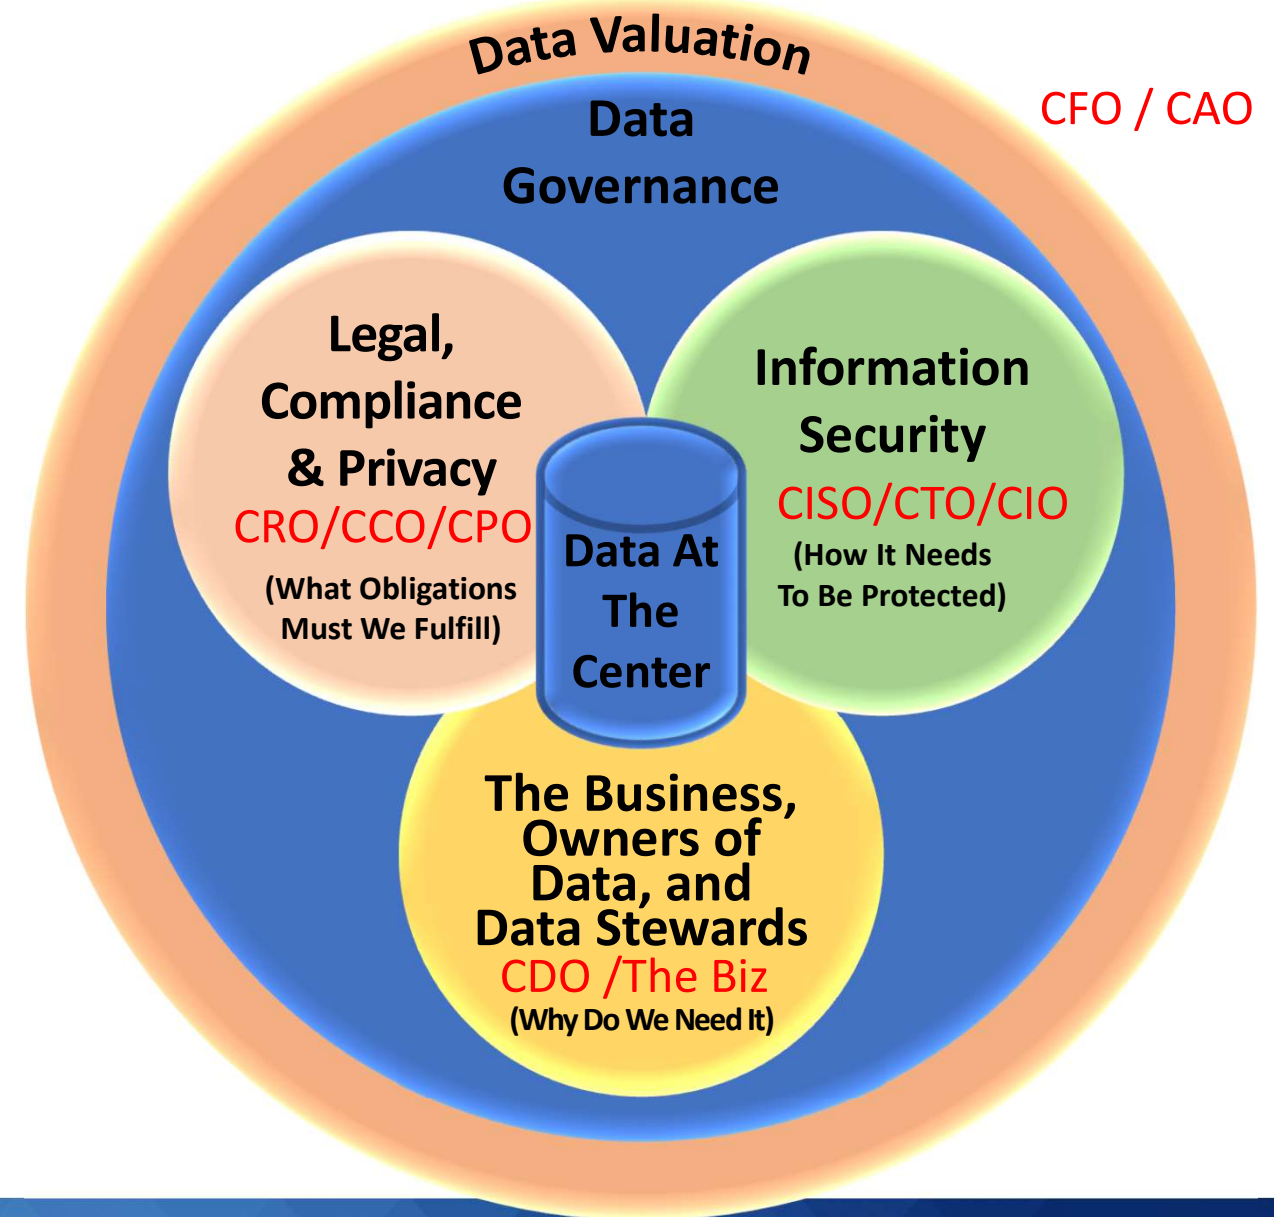 Data Valuation
CFO / CAO
Data
Governance
Legal,
Compliance
& Privacy
CRO/CCO/CPO
(What Obligations
Must We Fulfill)
Information
Security
CISO/CTO/CIO
(How It Needs
To Be Protected)
Data At
The
Center
The Business,
Owners of
Data, and
Data Stewards
CDO /The Biz
(Why Do We Need It)